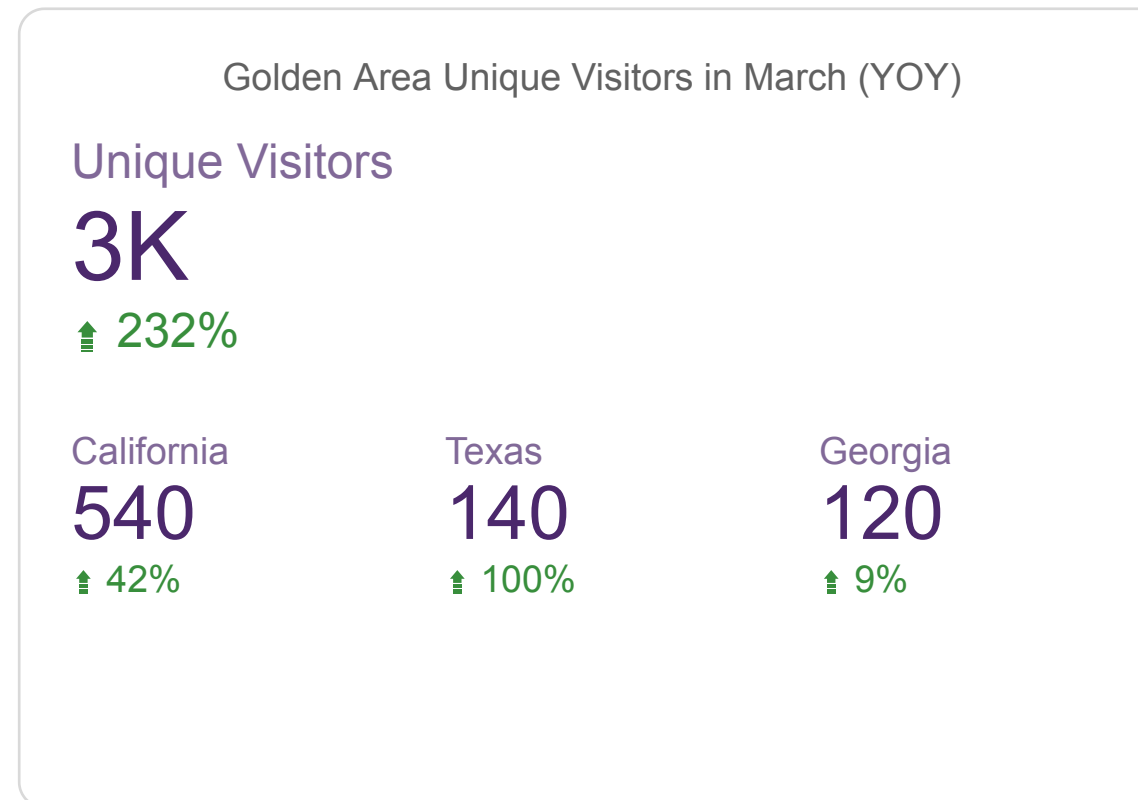 Golden Area Unique Visitors in March (YOY)
Unique Visitors
3K
232%
California Texas Georgia
540 140 120
42% 100% 9%